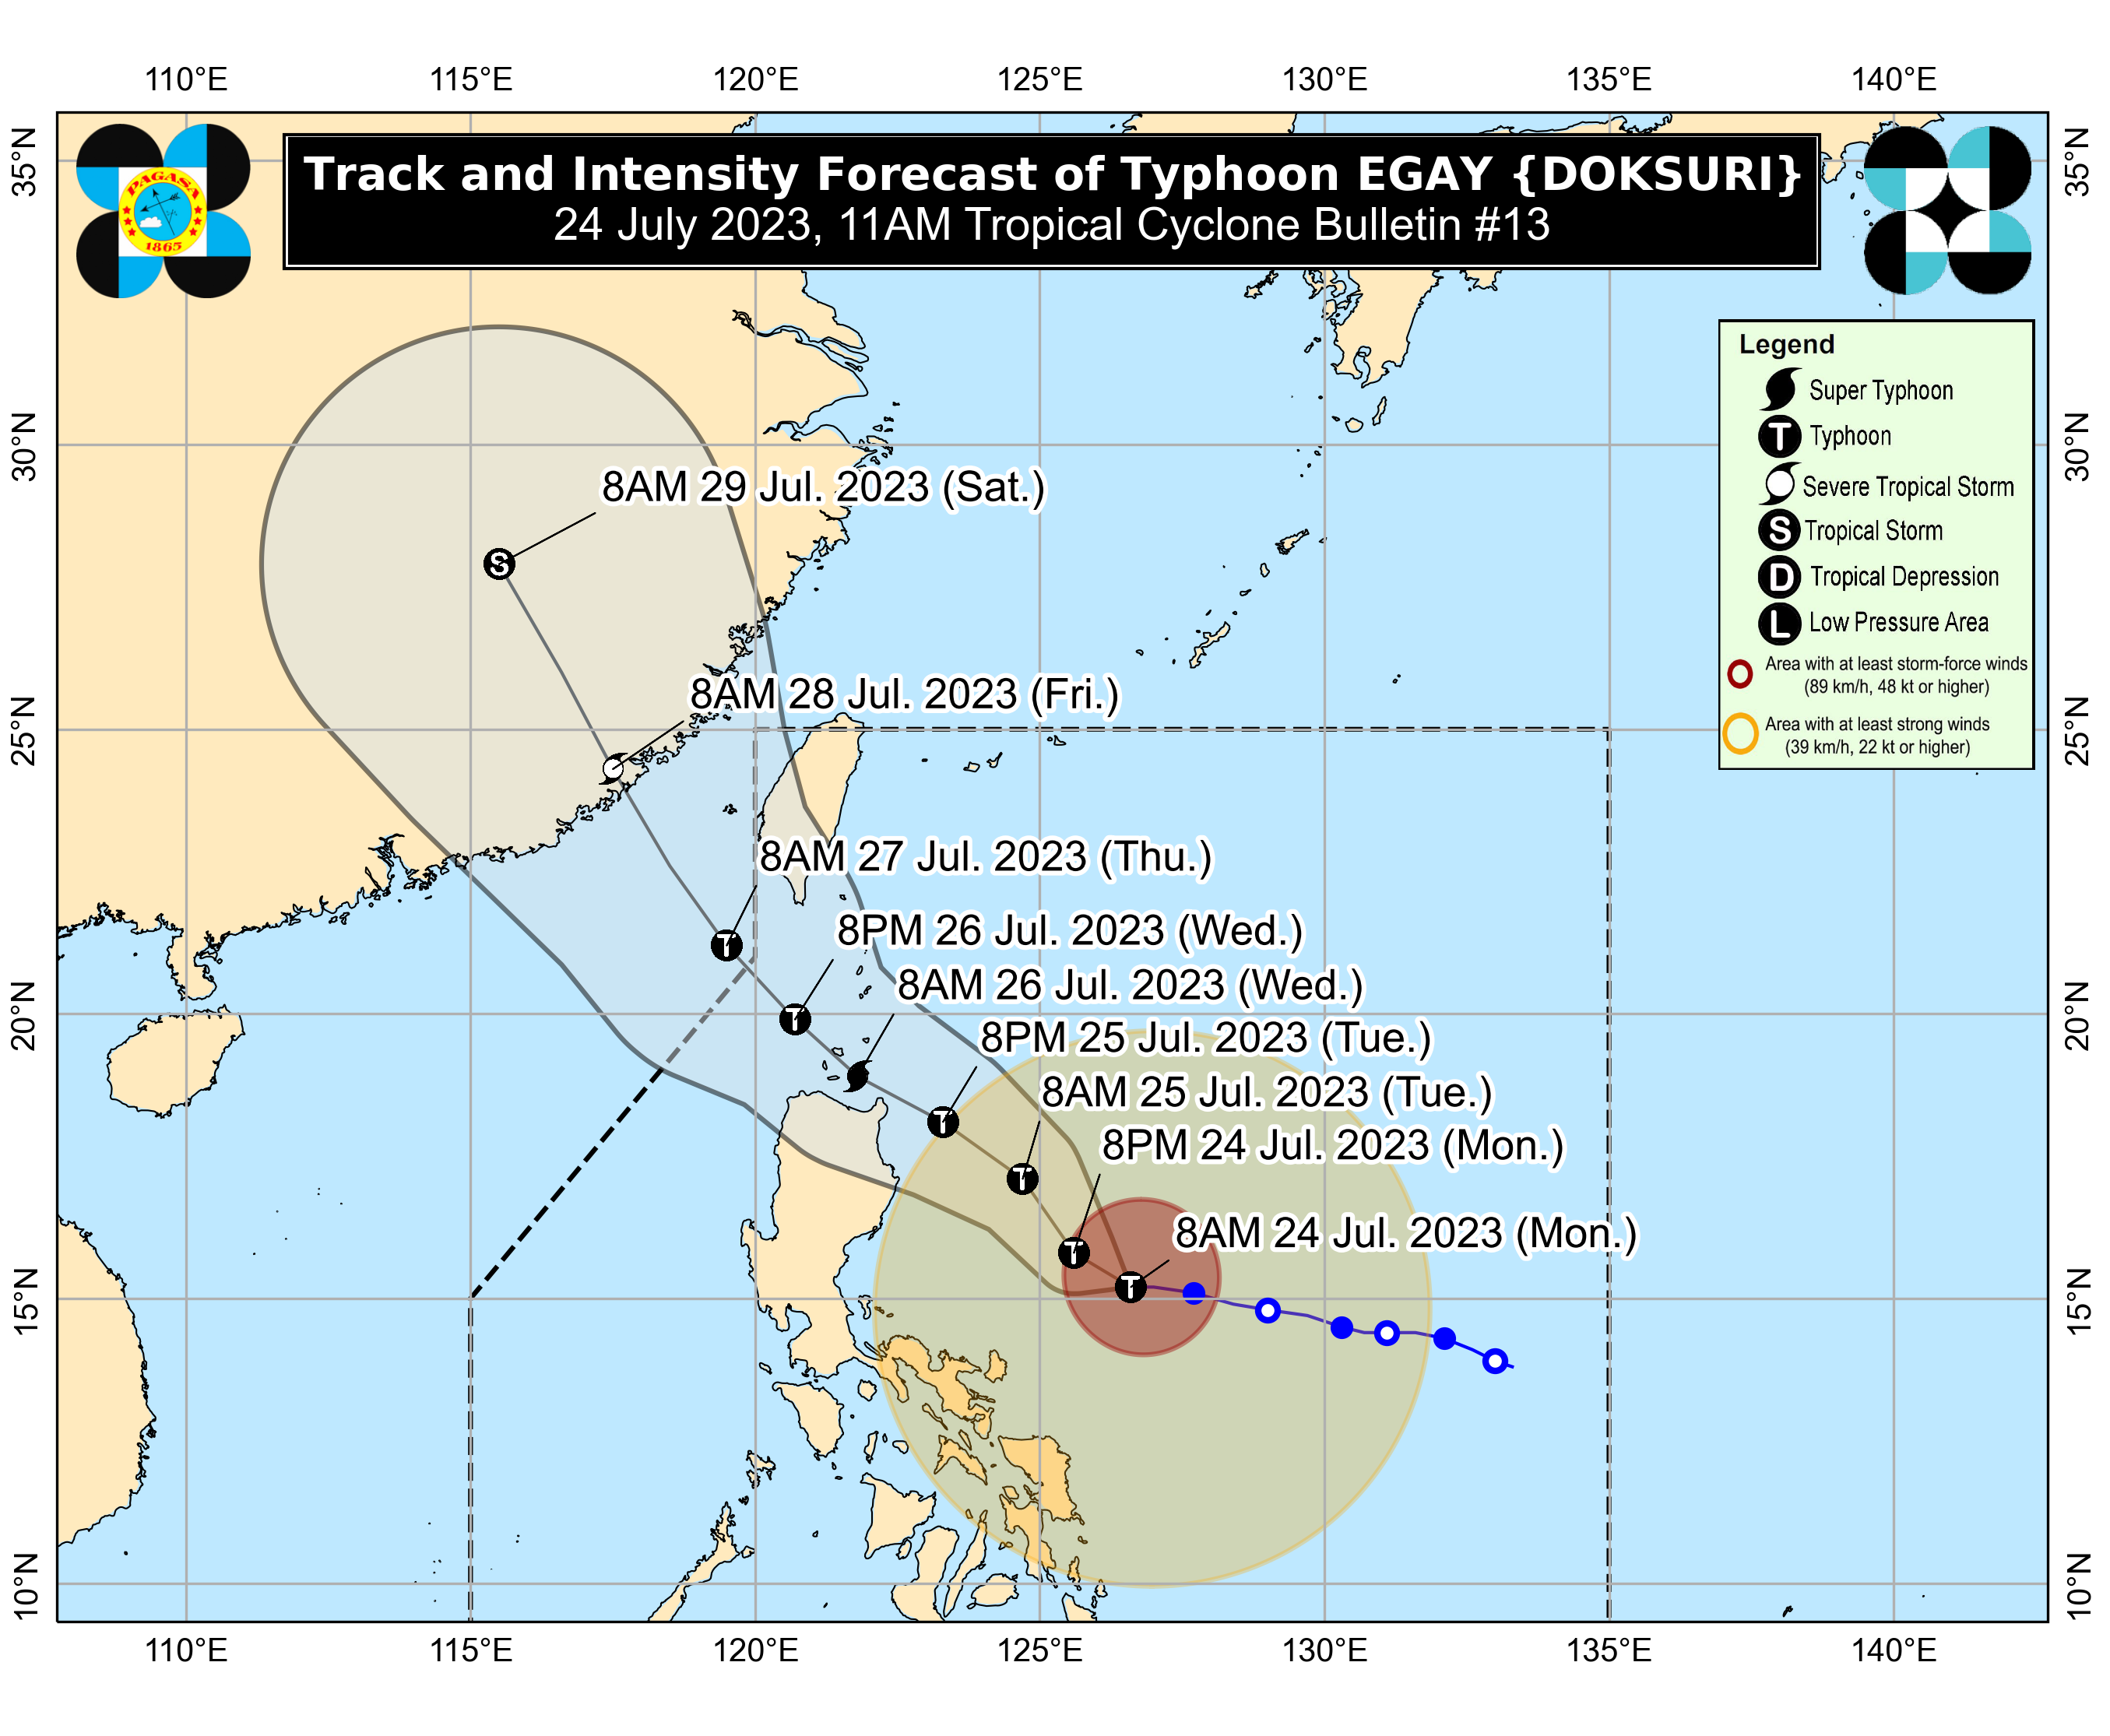 110°E 115°E 120°E 125°E 130°E 135°E 140°E
35°N 35°N
PAGASA
1865
Track and Intensity Forecast of Typhoon EGAY {DOKSURI}
24 July 2023, 11AM Tropical Cyclone Bulletin #13
Legend
Super Typhoon
T Typhoon
Severe Tropical Storm
S Tropical Storm
D Tropical Depression
L Low Pressure Area
Area with at least storm-force winds
(89 km/h, 48 kt or higher)
Area with at least strong winds
(39 km/h, 22 kt or higher)
30°N 30°N
8AM 29 Jul. 2023 (Sat.)
S
8AM 28 Jul. 2023 (Fri.)
25°N 25°N
8AM 27 Jul. 2023 (Thu.)
T
8PM 26 Jul. 2023 (Wed.)
T
8AM 26 Jul. 2023 (Wed.)
20°N 20°N
8PM 25 Jul. 2023 (Tue.)
T
8AM 25 Jul. 2023 (Tue.)
T
8PM 24 Jul. 2023 (Mon.)
T
8AM 24 Jul. 2023 (Mon.)
T
15°N 15°N
10°N 10°N
110°E 115°E 120°E 125°E 130°E 135°E 140°E